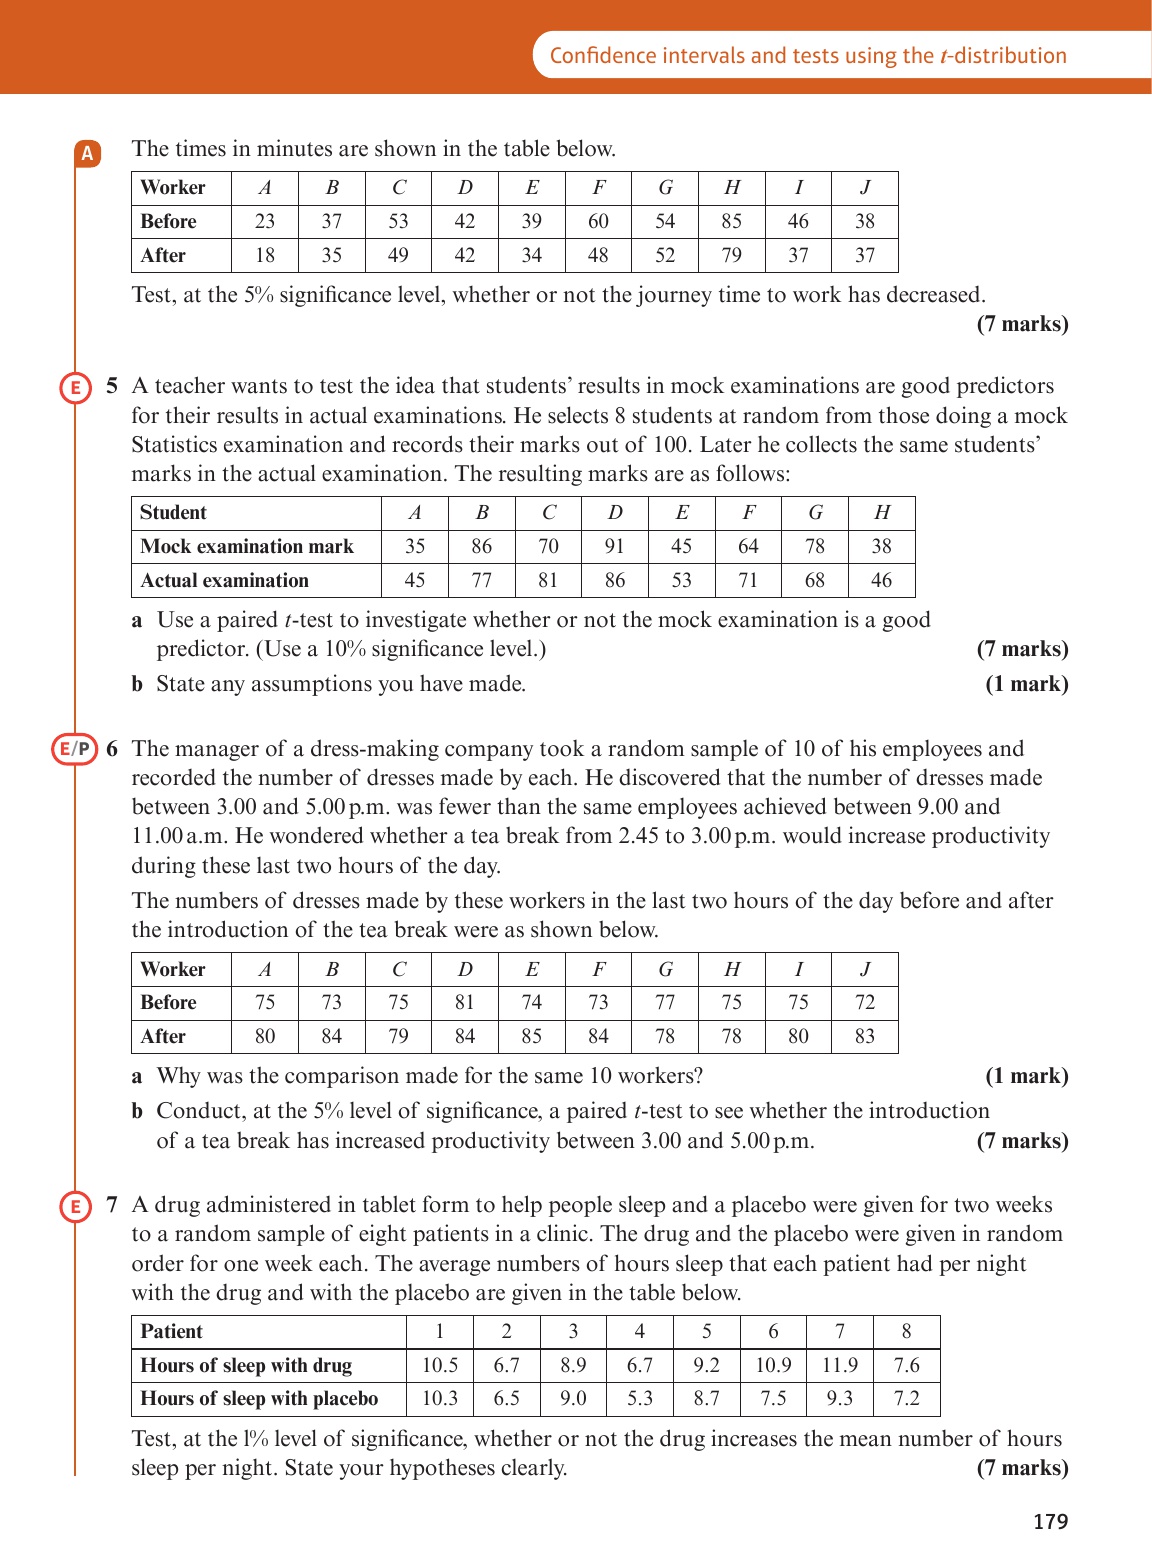 Confidence intervals and tests using the t-distribution
A
The times in minutes are shown in the table below.
Worker A B C D E F G H I J
Before 23 37 53 42 39 60 54 85 46 38
After 18 35 49 42 34 48 52 79 37 37
Test, at the 5% significance level, whether or not the journey time to work has decreased.
(7 marks)
E 5 A teacher wants to test the idea that students’ results in mock examinations are good predictors
for their results in actual examinations. He selects 8 students at random from those doing a mock
Statistics examination and records their marks out of 100. Later he collects the same students’
marks in the actual examination. The resulting marks are as follows:
Student A B C D E F G H
Mock examination mark 35 86 70 91 45 64 78 38
Actual examination 45 77 81 86 53 71 68 46
a Use a paired t-test to investigate whether or not the mock examination is a good
predictor. (Use a 10% significance level.) (7 marks)
b State any assumptions you have made. (1 mark)
E/P 6 The manager of a dress-making company took a random sample of 10 of his employees and
recorded the number of dresses made by each. He discovered that the number of dresses made
between 3.00 and 5.00 p.m. was fewer than the same employees achieved between 9.00 and
11.00 a.m. He wondered whether a tea break from 2.45 to 3.00 p.m. would increase productivity
during these last two hours of the day.
The numbers of dresses made by these workers in the last two hours of the day before and after
the introduction of the tea break were as shown below.
Worker A B C D E F G H I J
Before 75 73 75 81 74 73 77 75 75 72
After 80 84 79 84 85 84 78 78 80 83
a Why was the comparison made for the same 10 workers? (1 mark)
b Conduct, at the 5% level of significance, a paired t-test to see whether the introduction
of a tea break has increased productivity between 3.00 and 5.00 p.m. (7 marks)
E 7 A drug administered in tablet form to help people sleep and a placebo were given for two weeks
to a random sample of eight patients in a clinic. The drug and the placebo were given in random
order for one week each. The average numbers of hours sleep that each patient had per night
with the drug and with the placebo are given in the table below.
Patient 1 2 3 4 5 6 7 8
Hours of sleep with drug 10.5 6.7 8.9 6.7 9.2 10.9 11.9 7.6
Hours of sleep with placebo 10.3 6.5 9.0 5.3 8.7 7.5 9.3 7.2
Test, at the l% level of significance, whether or not the drug increases the mean number of hours
sleep per night. State your hypotheses clearly. (7 marks)
179